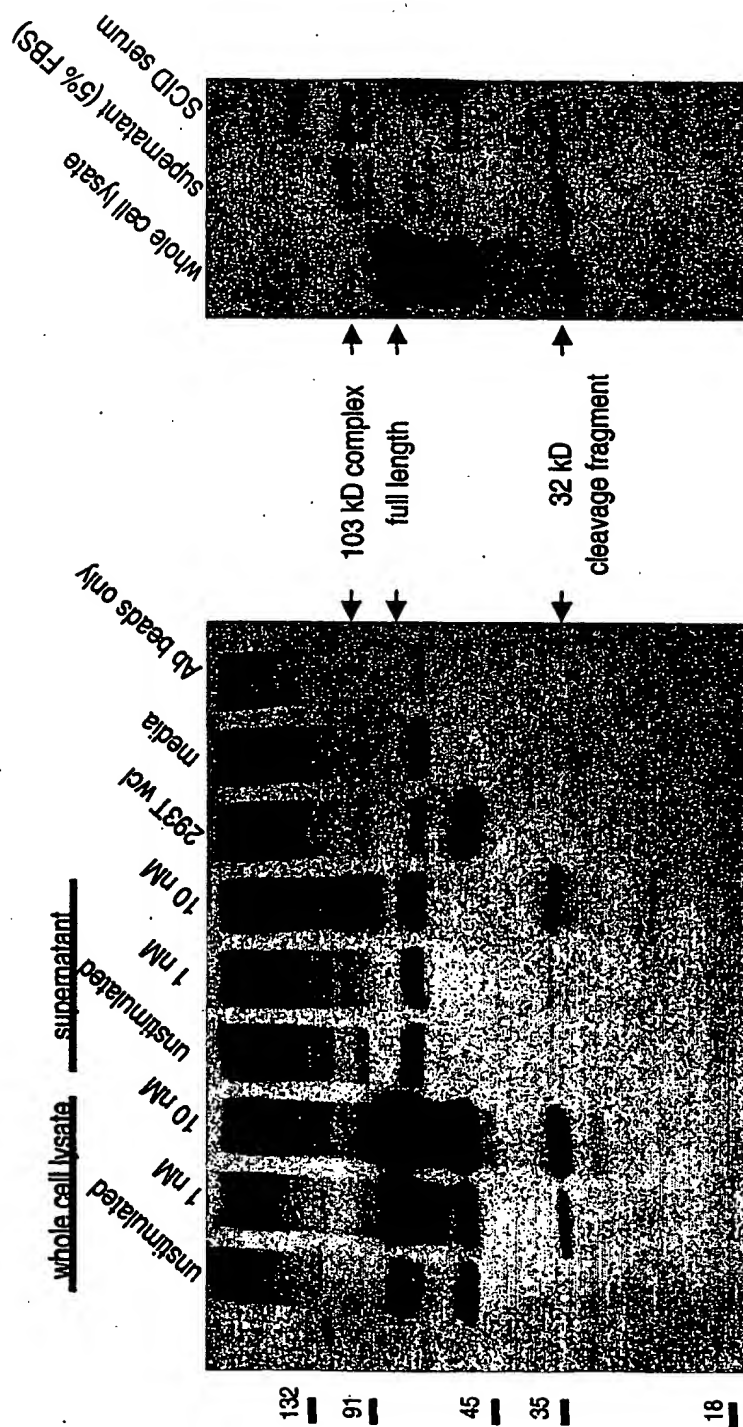 whole cell lysate
supernatant
unstimulated
1 nM
10 nM
unstimulated
1 nM
10 nM
293T wcl
media
Ab beads only
132
91
45
35
18
103 kD complex
full length
32 kD
cleavage fragment
whole cell lysate
supernatant (5% FBS)
SCID serum